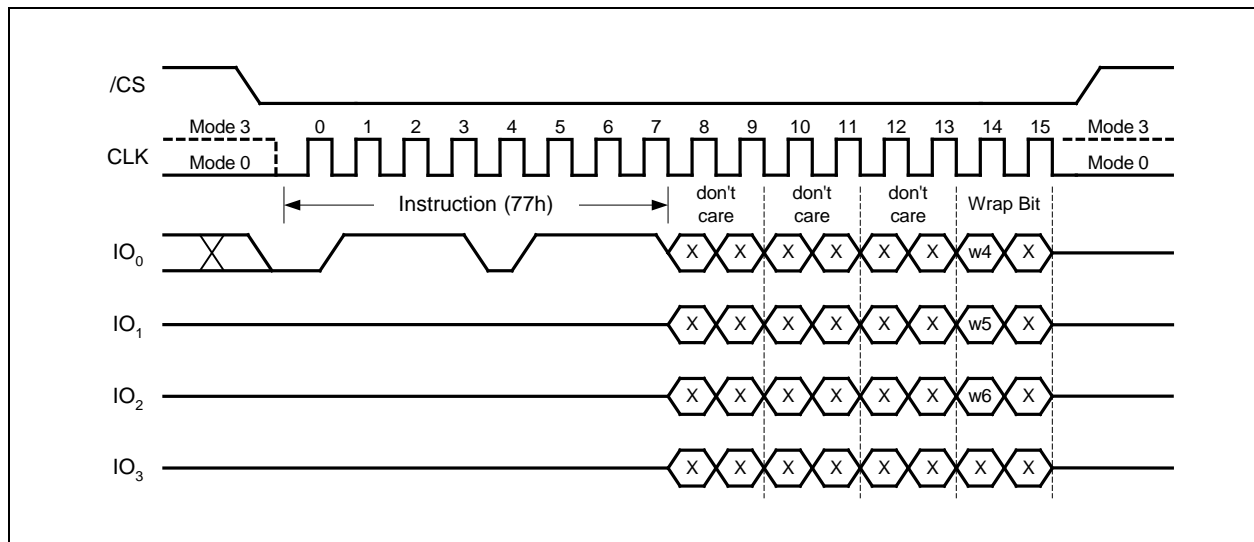 /CS
Mode 3 0 1 2 3 4 5 6 7 8 9 10 11 12 13 14 15 Mode 3
CLK
Mode 0 Mode 0
Instruction (77h) don't care don't care don't care Wrap Bit
IO0 X X X X X X X w4 X
IO1 X X X X X X w5 X
IO2 X X X X X X w6 X
IO3 X X X X X X X X